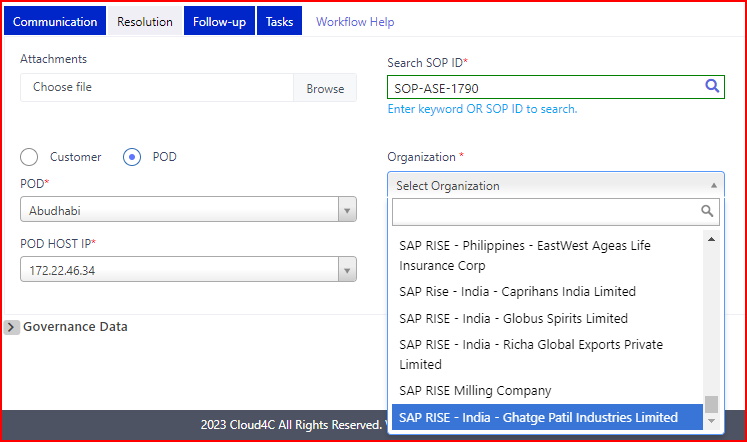 Communication
Resolution
Follow-up
Tasks
Workflow Help
Attachments
Choose file
Browse
Search SOP ID*
SOP-ASE-1790
Enter keyword OR SOP ID to search.
Customer
POD
POD*
Abudhabi
POD HOST IP*
172.22.46.34
Organization *
Select Organization
SAP RISE - Philippines - EastWest Ageas Life
Insurance Corp
SAP Rise - India - Caprihans India Limited
SAP RISE - India - Globus Spirits Limited
SAP RISE - India - Richa Global Exports Private
Limited
SAP RISE Milling Company
SAP RISE - India - Ghatge Patil Industries Limited
Governance Data
2023 Cloud4C All Rights Reserved.